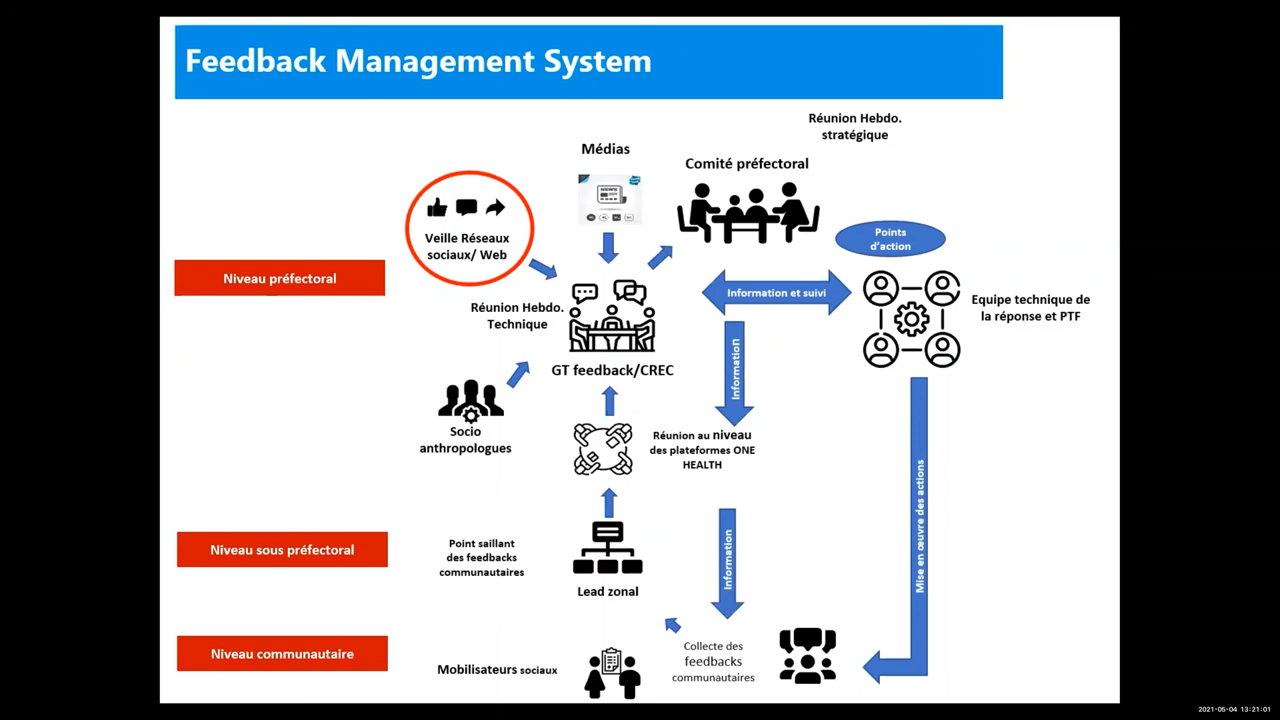 Feedback Management System
Réunion Hebdo.
stratégique
Médias
Comité préfectoral
NEWS
Veille Réseaux
sociaux/ Web
Points
d’action
Niveau préfectoral
Information et suivi
Equipe technique de
la réponse et PTF
Réunion Hebdo.
Technique
GT feedback/CREC
Information
Socio
anthropologues
Réunion au niveau
des plateformes ONE
HEALTH
Mise en œuvre des actions
Niveau sous préfectoral
Point saillant
des feedbacks
communautaires
Information
Lead zonal
Niveau communautaire
Mobilisateurs sociaux
Collecte des
feedbacks
communautaires
2021-05-04 13:21:01